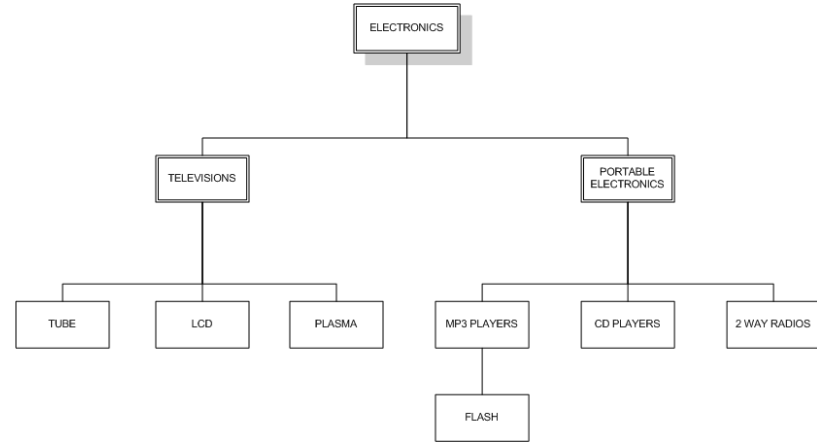 ELECTRONICS
TELEVISIONS
PORTABLE
ELECTRONICS
TUBE
LCD
PLASMA
MP3 PLAYERS
CD PLAYERS
2 WAY RADIOS
FLASH